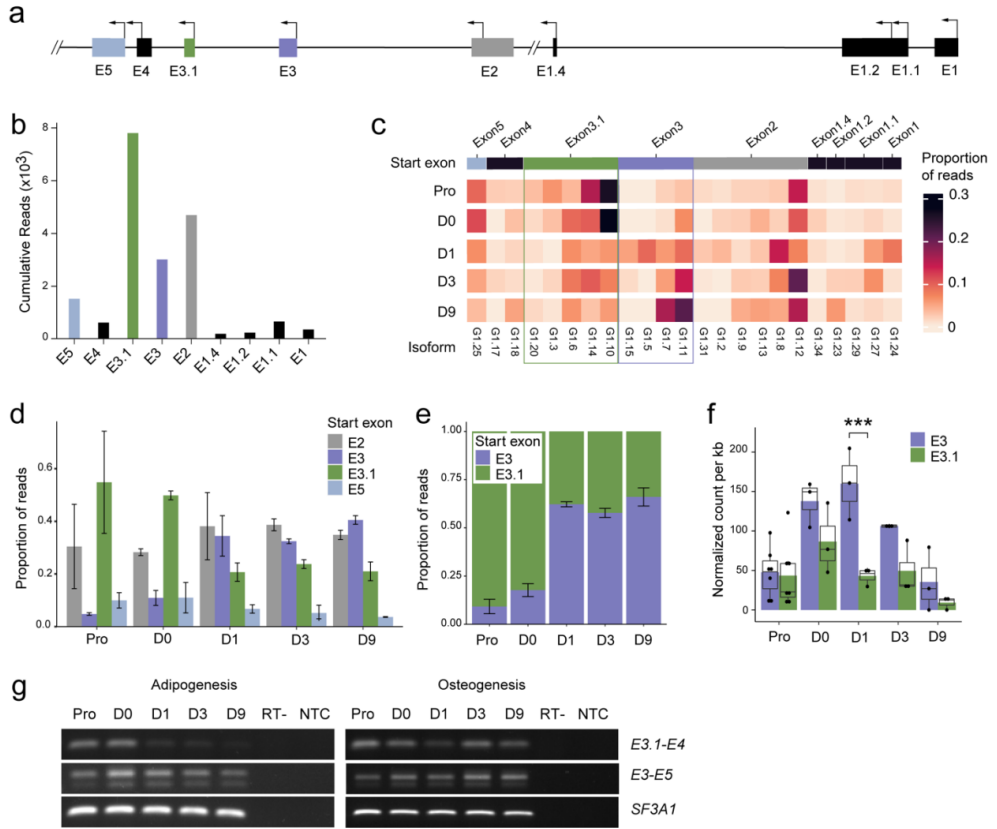 a
E5 E4 E3.1 E3 E2 E1.4 E1.2 E1.1 E1
b
Cumulative Reads (x10³)
8
6
4
2
0
E5 E4 E3.1 E3 E2 E1.4 E1.2 E1.1 E1
c
Exon5 Exon4 Exon3.1 Exon3 Exon2 Exon1.4 Exon1.2 Exon1.1 Exon1
Start exon
Pro
D0
D1
D3
D9
Isoform
G1.25 G1.17 G1.18 G1.20 G1.3 G1.6 G1.14 G1.10 G1.15 G1.5 G1.7 G1.11 G1.31 G1.2 G1.9 G1.13 G1.8 G1.12 G1.34 G1.23 G1.29 G1.27 G1.24
Proportion
of reads
0.3
0.2
0.1
0
d
Proportion of reads
0.6
0.4
0.2
0.0
Start exon
E2
E3
E3.1
E5
Pro D0 D1 D3 D9
e
Proportion of reads
1.00
0.75
0.50
0.25
0.00
Start exon
E3
E3.1
Pro D0 D1 D3 D9
f
Normalized count per kb
200
150
100
50
0
***
E3
E3.1
Pro D0 D1 D3 D9
g
Adipogenesis Osteogenesis
Pro D0 D1 D3 D9 RT- NTC Pro D0 D1 D3 D9 RT- NTC
E3.1-E4
E3-E5
SF3A1